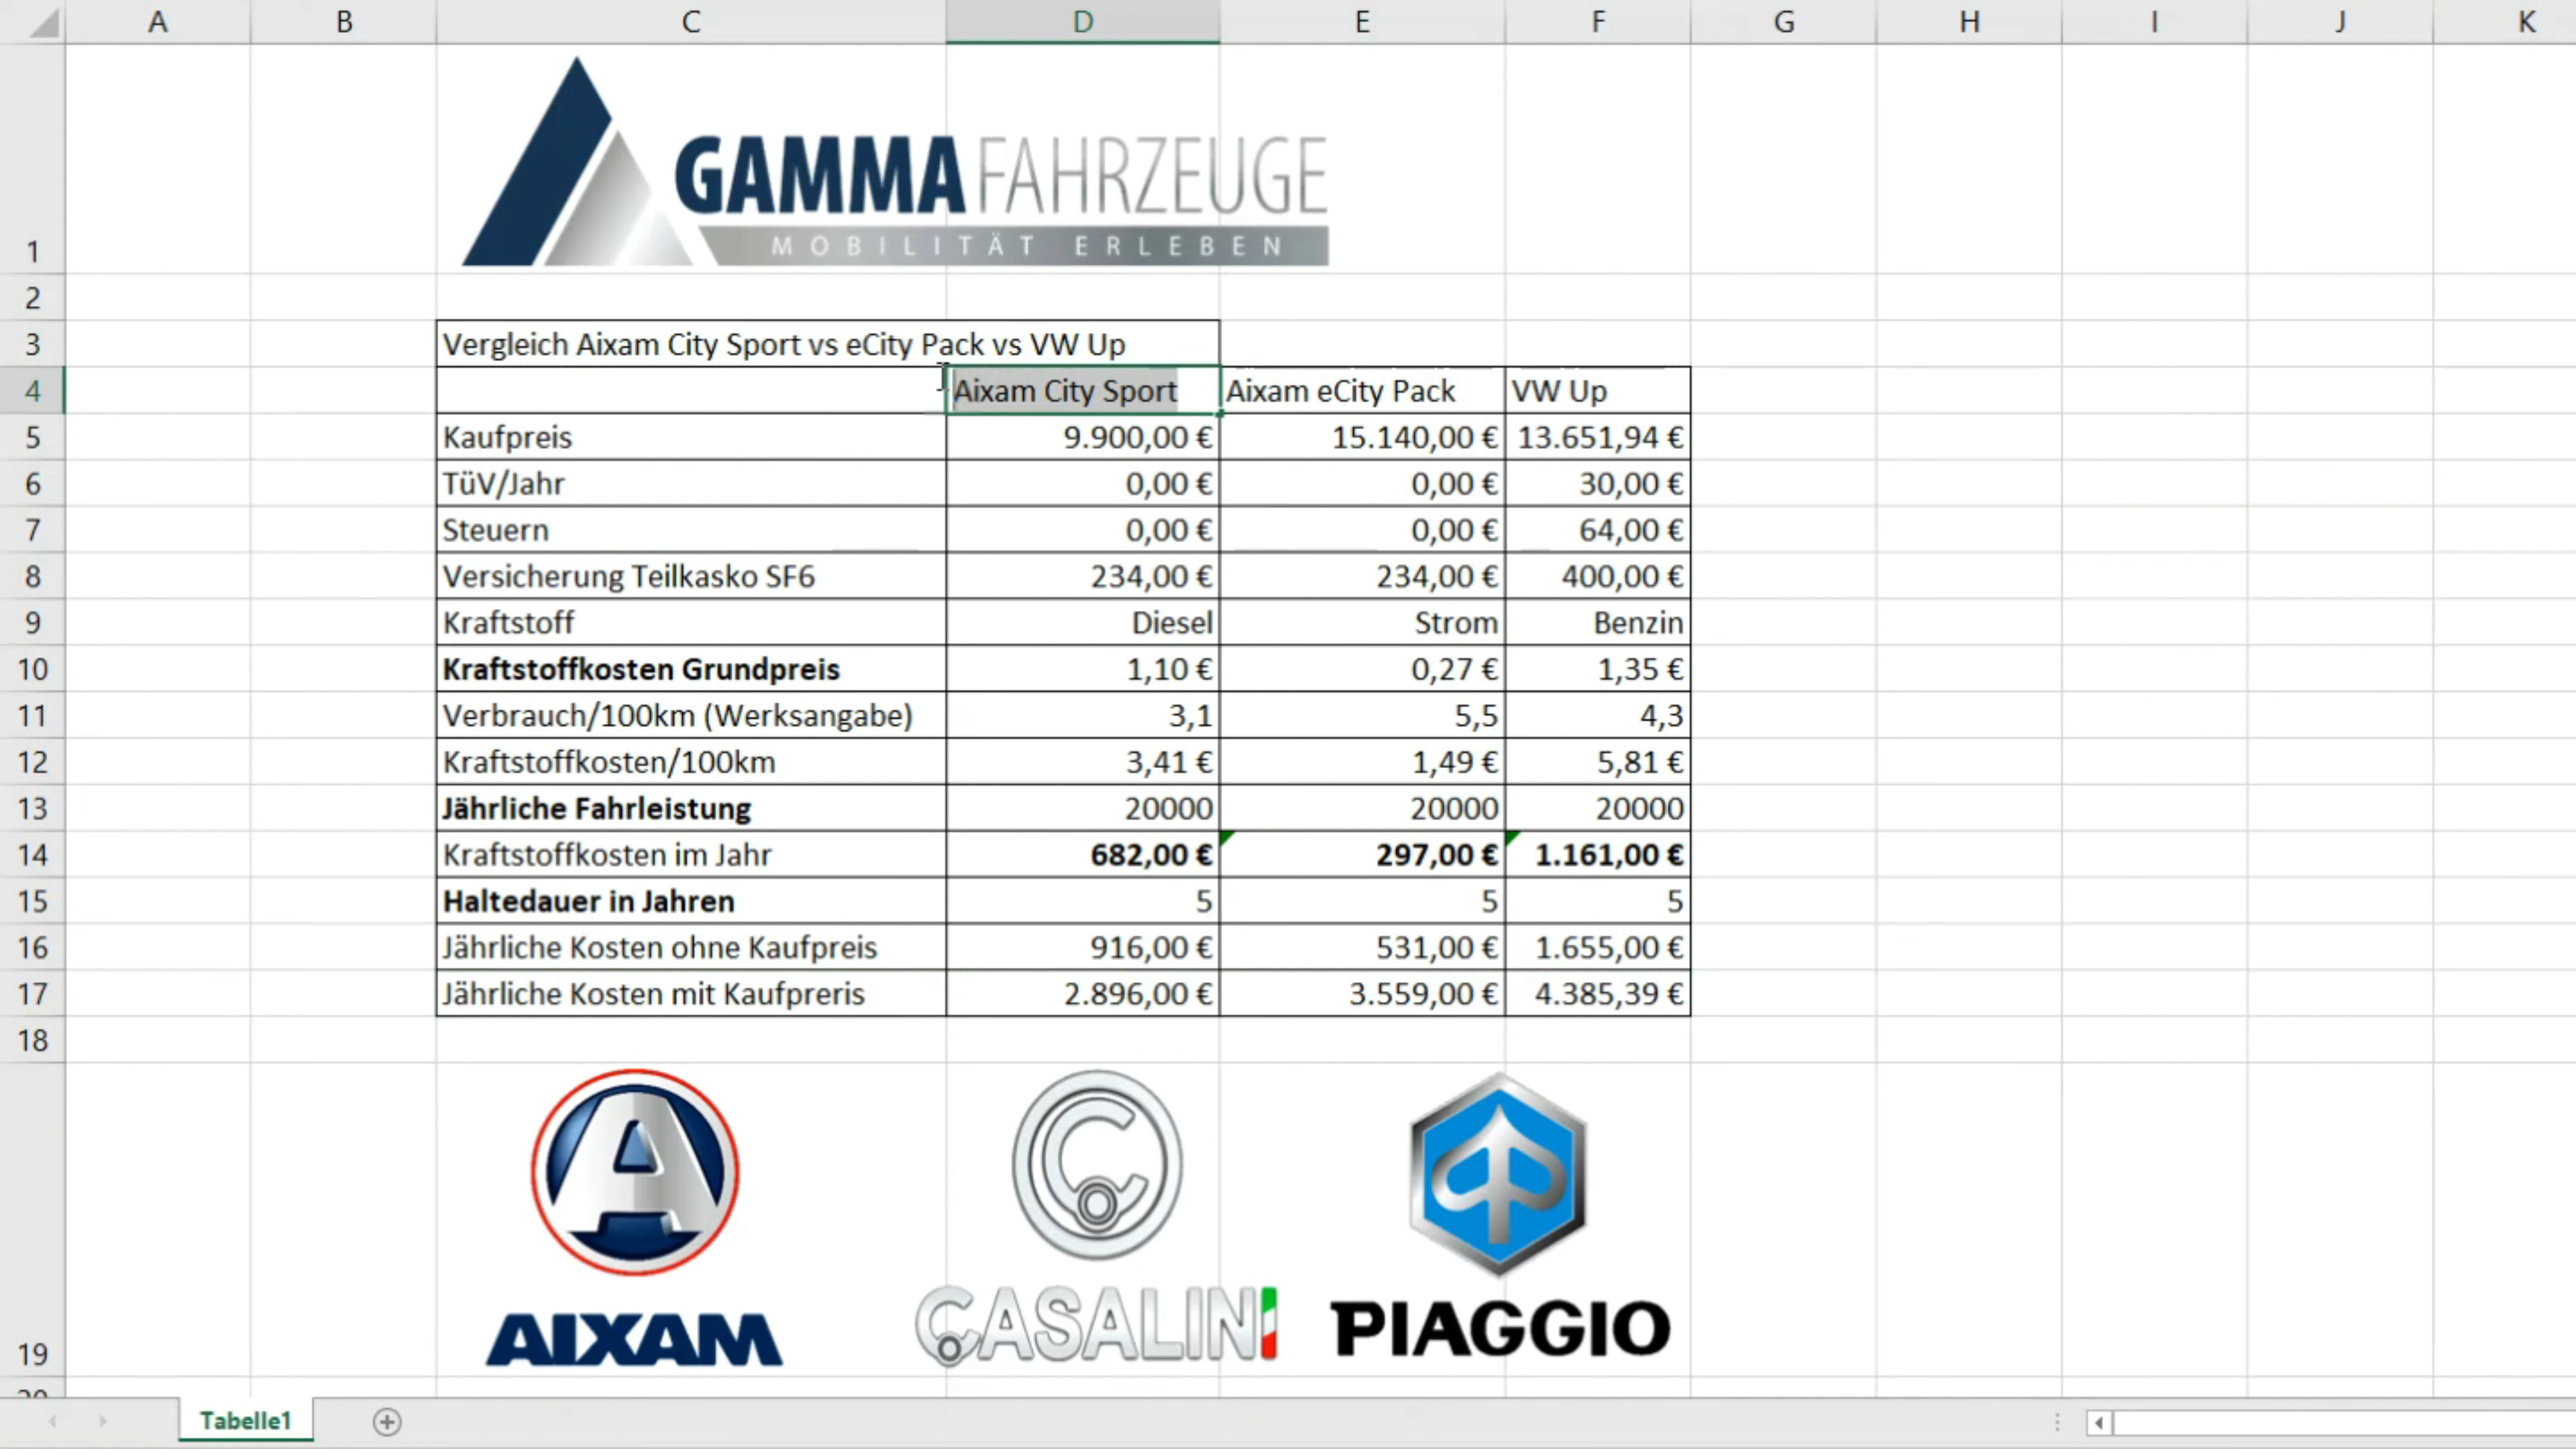 A B C D E F G H I J K
GAMMA FAHRZEUGE
MOBILITÄT ERLEBEN
1
2
3 Vergleich Aixam City Sport vs eCity Pack vs VW Up
4 Aixam City Sport Aixam eCity Pack VW Up
5 Kaufpreis 9.900,00 € 15.140,00 € 13.651,94 €
6 TüV/Jahr 0,00 € 0,00 € 30,00 €
7 Steuern 0,00 € 0,00 € 64,00 €
8 Versicherung Teilkasko SF6 234,00 € 234,00 € 400,00 €
9 Kraftstoff Diesel Strom Benzin
10 Kraftstoffkosten Grundpreis 1,10 € 0,27 € 1,35 €
11 Verbrauch/100km (Werksangabe) 3,1 5,5 4,3
12 Kraftstoffkosten/100km 3,41 € 1,49 € 5,81 €
13 Jährliche Fahrleistung 20000 20000 20000
14 Kraftstoffkosten im Jahr 682,00 € 297,00 € 1.161,00 €
15 Haltedauer in Jahren 5 5 5
16 Jährliche Kosten ohne Kaufpreis 916,00 € 531,00 € 1.655,00 €
17 Jährliche Kosten mit Kaufpreris 2.896,00 € 3.559,00 € 4.385,39 €
18
19 AIXAM CASALINI PIAGGIO
20
Tabelle1